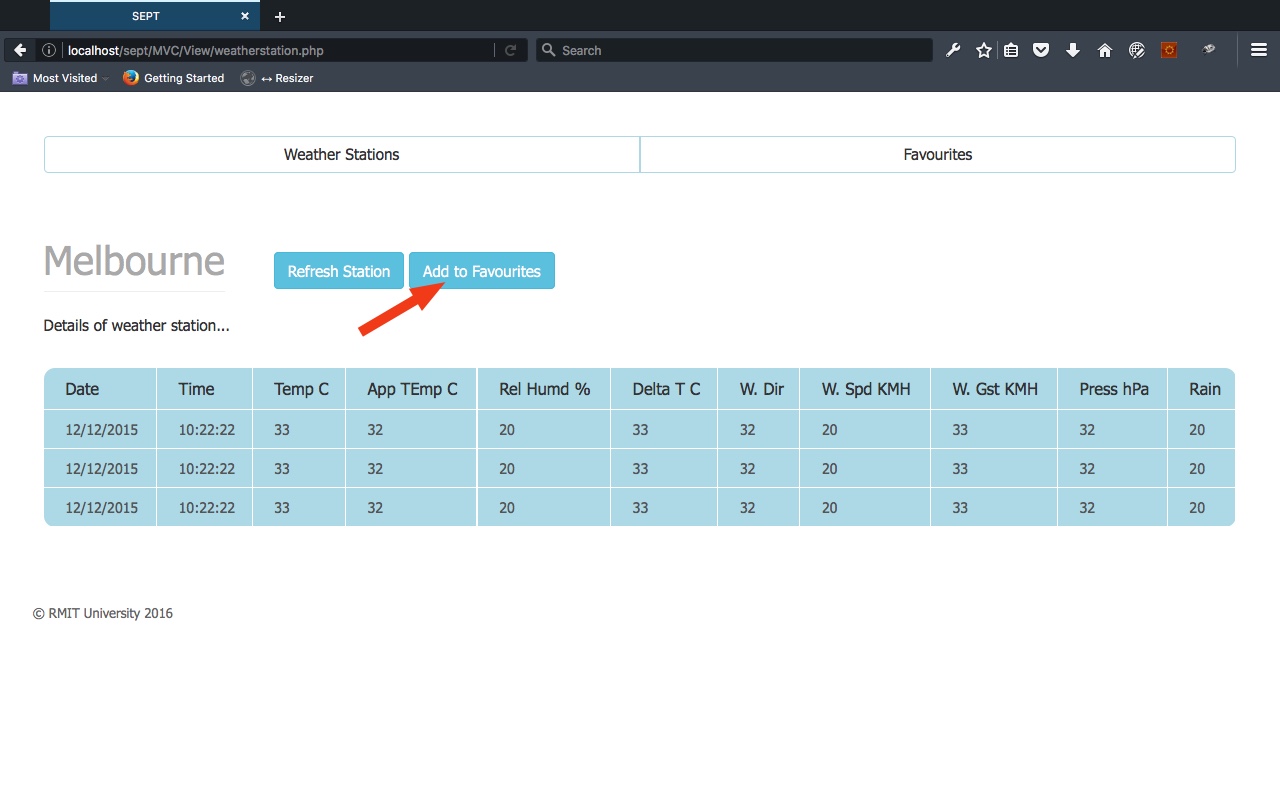 SEPT
localhost/sept/MVC/View/weatherstation.php
Search
Most Visited Getting Started ↔ Resizer
Weather Stations Favourites
Melbourne Refresh Station Add to Favourites
Details of weather station...
Date Time Temp C App TEmp C Rel Humd % Delta T C W. Dir W. Spd KMH W. Gst KMH Press hPa Rain
12/12/2015 10:22:22 33 32 20 33 32 20 33 32 20
12/12/2015 10:22:22 33 32 20 33 32 20 33 32 20
12/12/2015 10:22:22 33 32 20 33 32 20 33 32 20
© RMIT University 2016